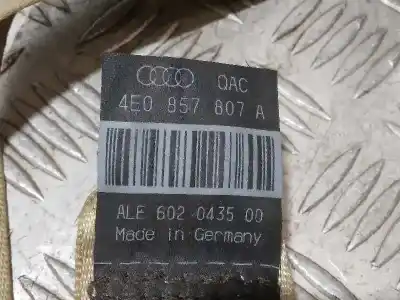 QAC
4E0 857 807 A
ALE 602 0435 00
Made in Germany